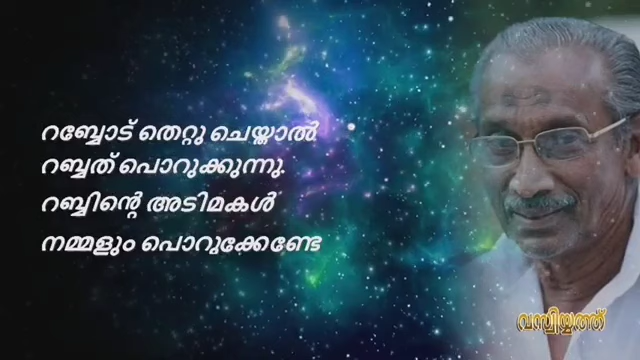 റബ്ബോട് തെറ്റു ചെയ്താൽ
റബ്ബത് പൊറുക്കുന്നു.
റബ്ബിന്റെ അടിമകൾ
നമ്മളും പൊറുക്കേണ്ടേ
വസ്വിയ്യത്ത്